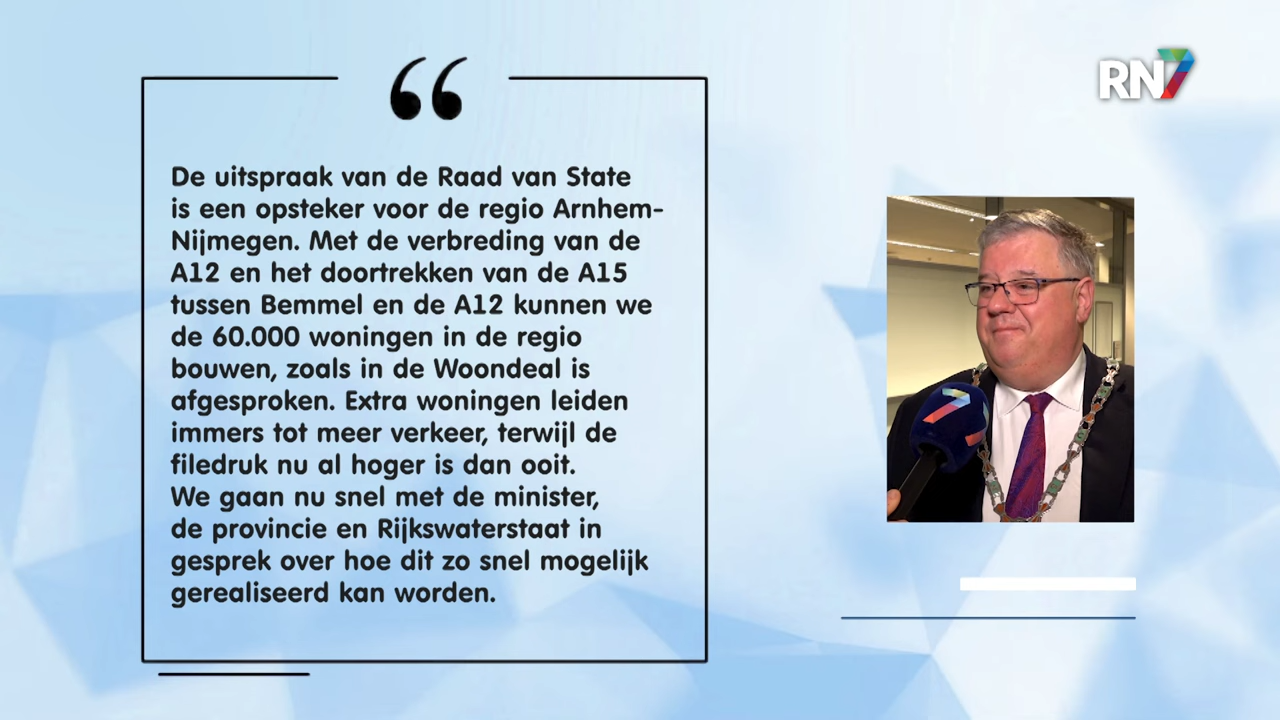 RN7
“
De uitspraak van de Raad van State
is een opsteker voor de regio Arnhem-
Nijmegen. Met de verbreding van de
A12 en het doortrekken van de A15
tussen Bemmel en de A12 kunnen we
de 60.000 woningen in de regio
bouwen, zoals in de Woondeal is
afgesproken. Extra woningen leiden
immers tot meer verkeer, terwijl de
filedruk nu al hoger is dan ooit.
We gaan nu snel met de minister,
de provincie en Rijkswaterstaat in
gesprek over hoe dit zo snel mogelijk
gerealiseerd kan worden.
7